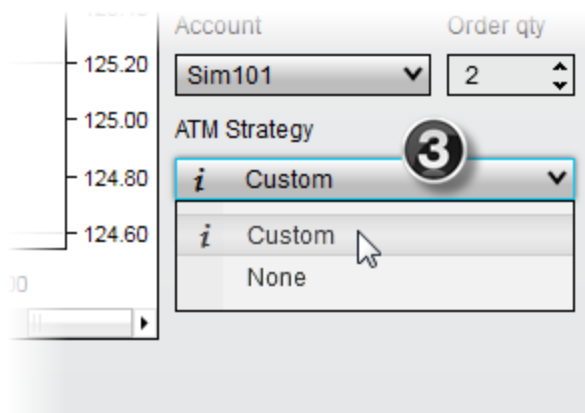 Account Order qty
125.20
Sim101 2
125.00
ATM Strategy
3
124.80
i Custom
124.60
i Custom
None
00